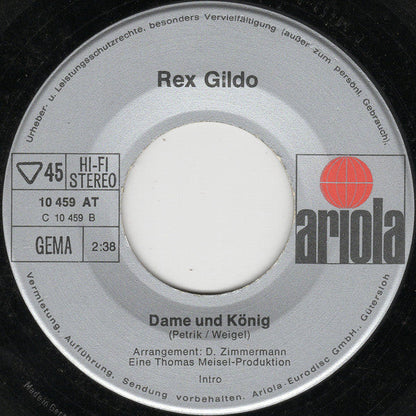 Urheber- u. Leistungsschutzrechte, besonders Vervielfältigung (außer zum persönl. Gebrauch),
Rex Gildo
45
HI-FI
STEREO
10 459 AT
C 10 459 B
GEMA
2:38
ariola
Dame und König
(Petrik / Weigel)
Arrangement: D. Zimmermann
Eine Thomas Meisel-Produktion
Intro
Vermietung, Aufführung, Sendung vorbehalten. Ariola-Eurodisc GmbH., Gütersloh
Made in